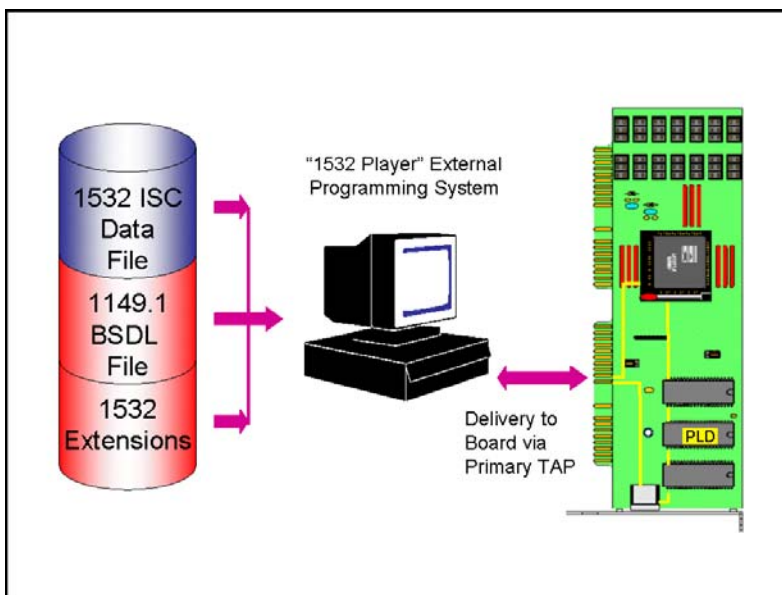 1532 ISC
Data
File
1149.1
BSDL
File
1532
Extensions
"1532 Player" External
Programming System
Delivery to
Board via
Primary TAP
PLD